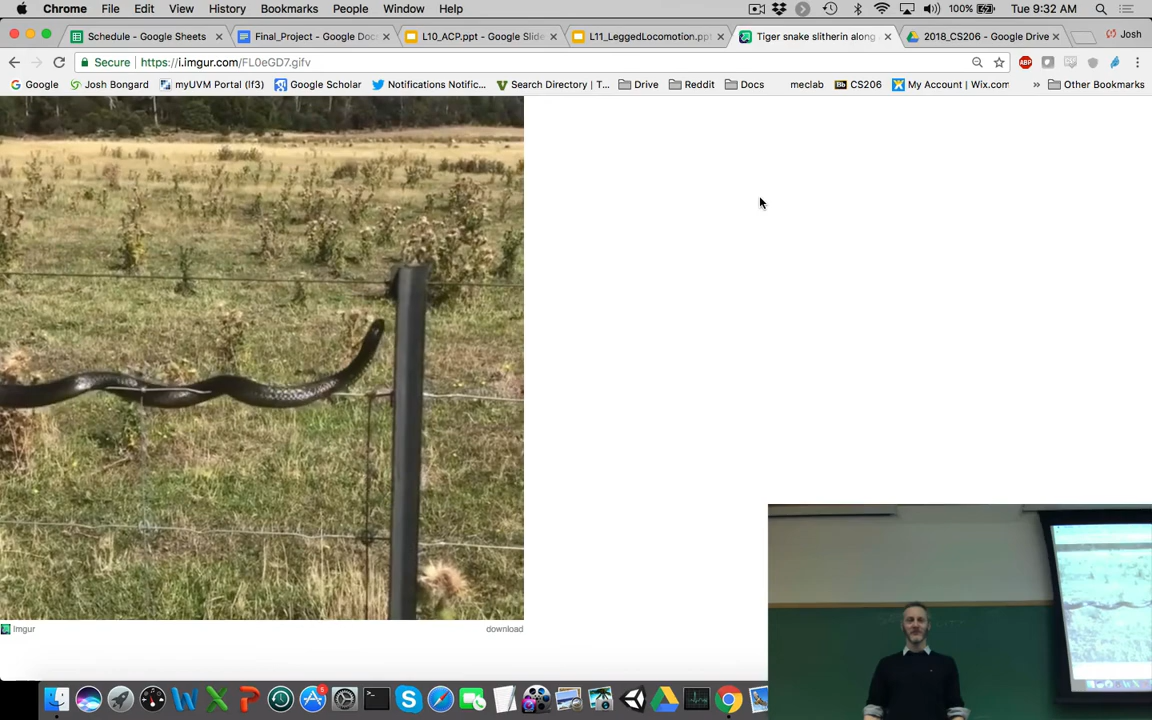 Chrome File Edit View History Bookmarks People Window Help 100% Tue 9:32 AM
Schedule - Google Sheets Final_Project - Google Doc L10_ACP.ppt - Google Slide L11_LeggedLocomotion.ppt Tiger snake slitherin along 2018_CS206 - Google Drive Josh
Secure https://i.imgur.com/FL0eGD7.gifv ABP
Google Josh Bongard myUVM Portal (lf3) Google Scholar Notifications Notific... Search Directory | T... Drive Reddit Docs meclab Bb CS206 My Account | Wix.com » Other Bookmarks
Imgur download